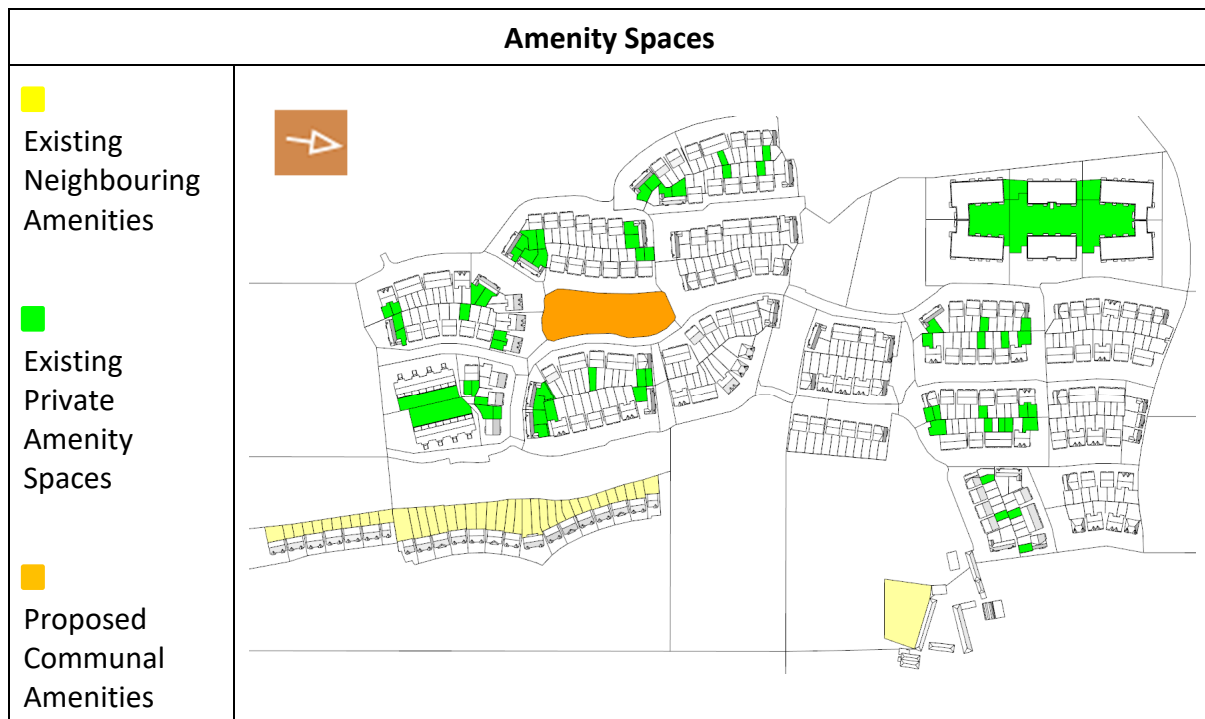 Amenity Spaces
Existing
Neighbouring
Amenities
Existing
Private
Amenity
Spaces
Proposed
Communal
Amenities